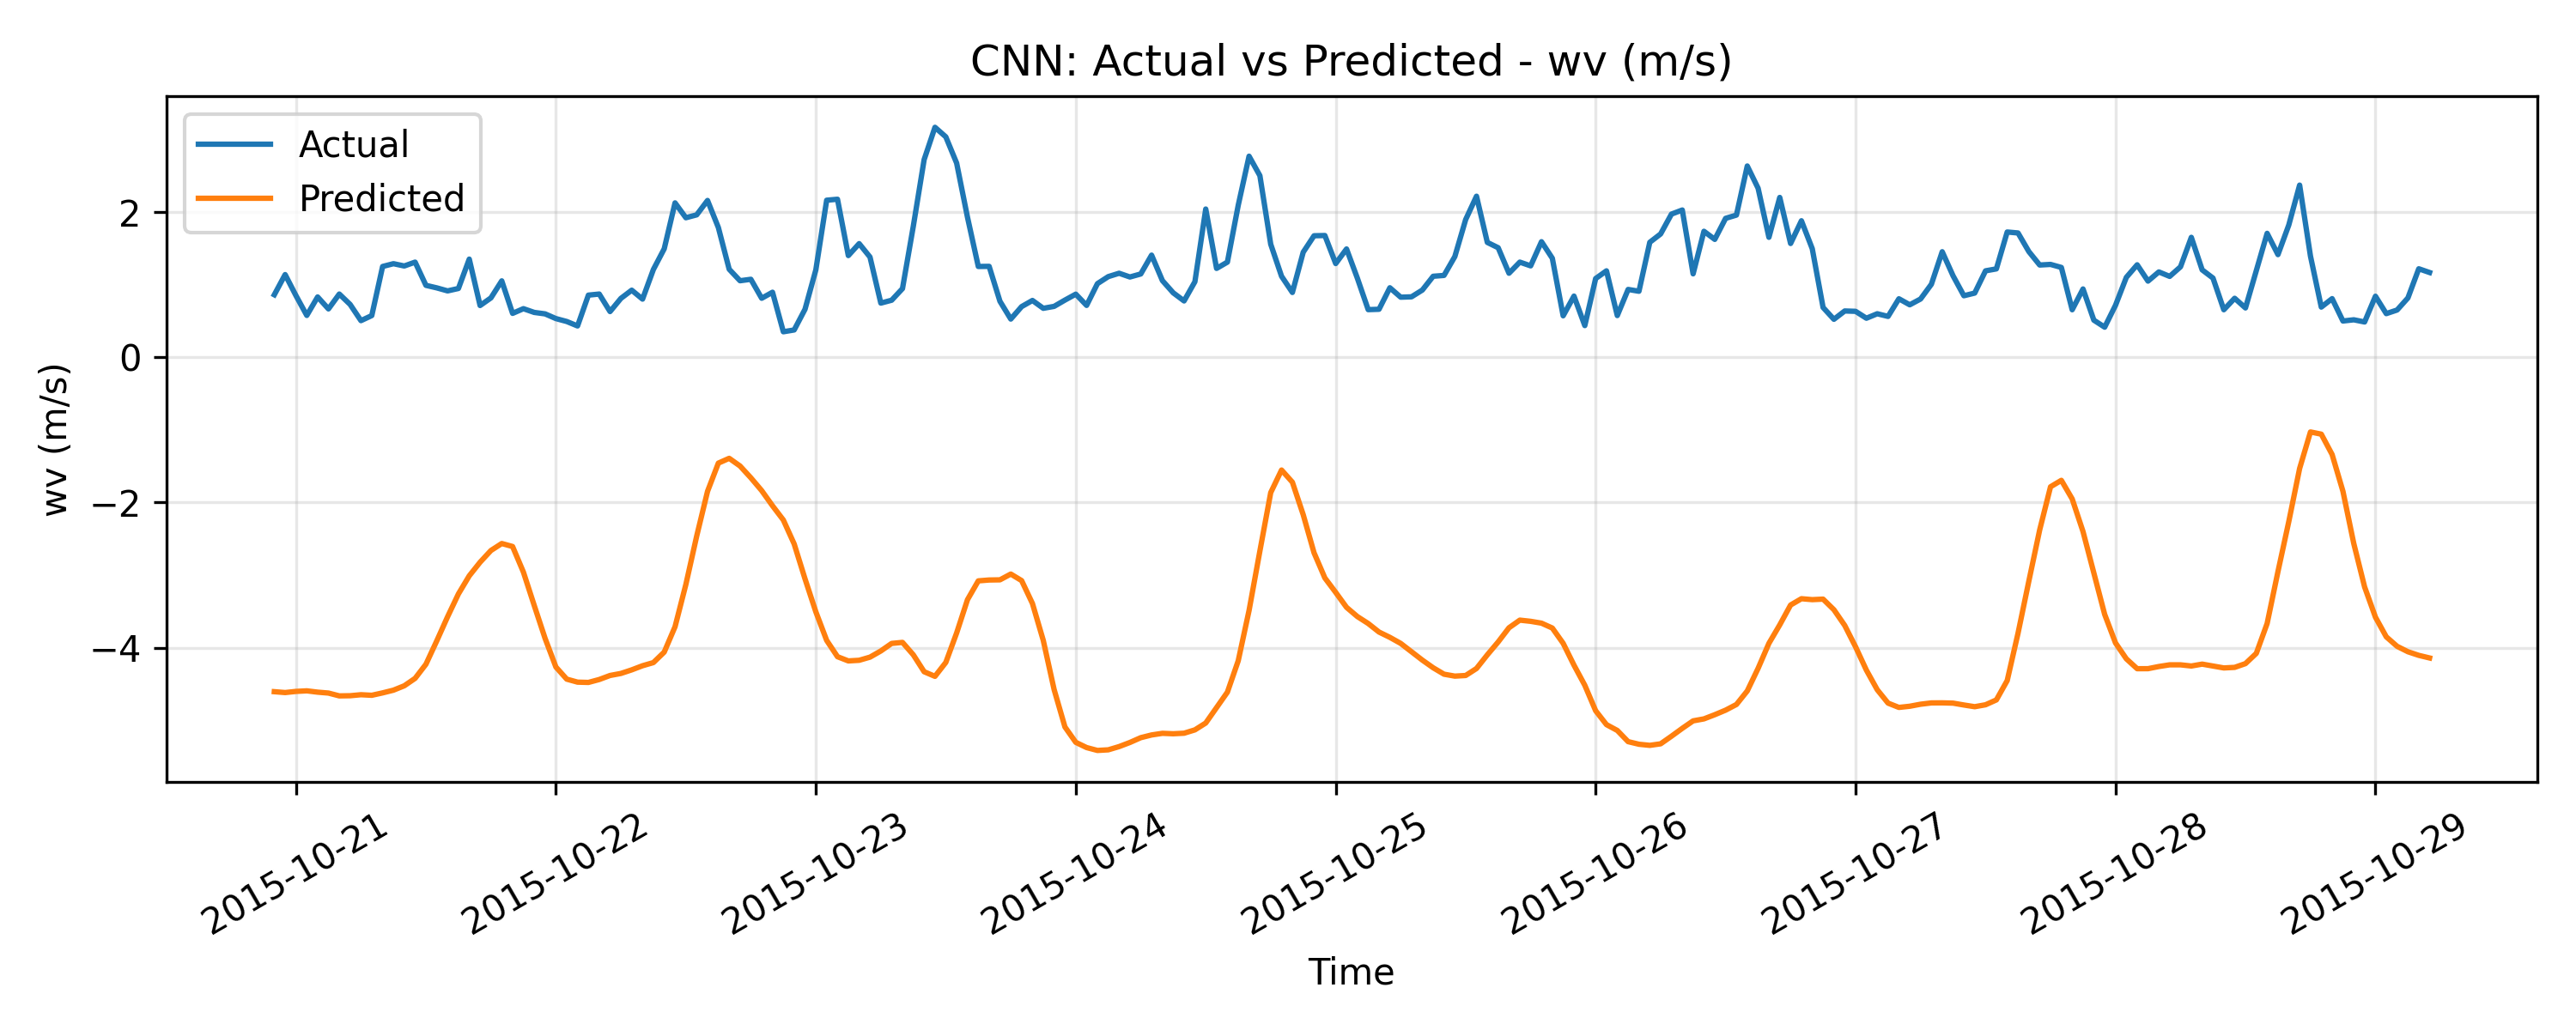 CNN: Actual vs Predicted - wv (m/s)
Actual
Predicted
wv (m/s)
2
0
−2
−4
2015-10-21
2015-10-22
2015-10-23
2015-10-24
2015-10-25
2015-10-26
2015-10-27
2015-10-28
2015-10-29
Time